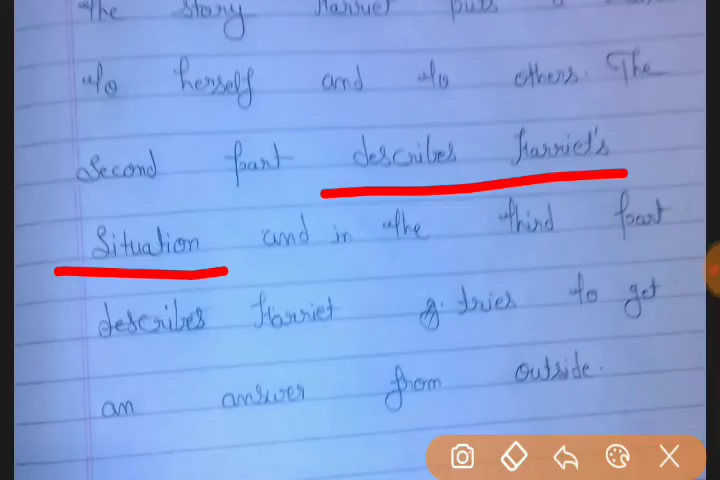 the story Harriet puts
to herself and to others. The
Second part describes Harriet's
Situation and in the third part
describes Harriet tries to get
an answer from outside.